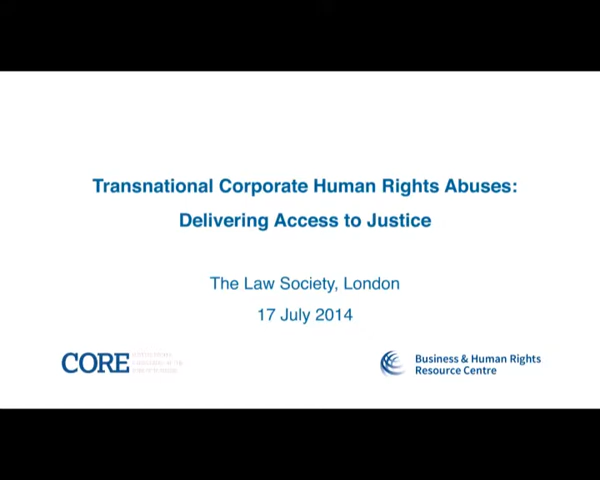 Transnational Corporate Human Rights Abuses:
Delivering Access to Justice
The Law Society, London
17 July 2014
CORE
Business & Human Rights
Resource Centre